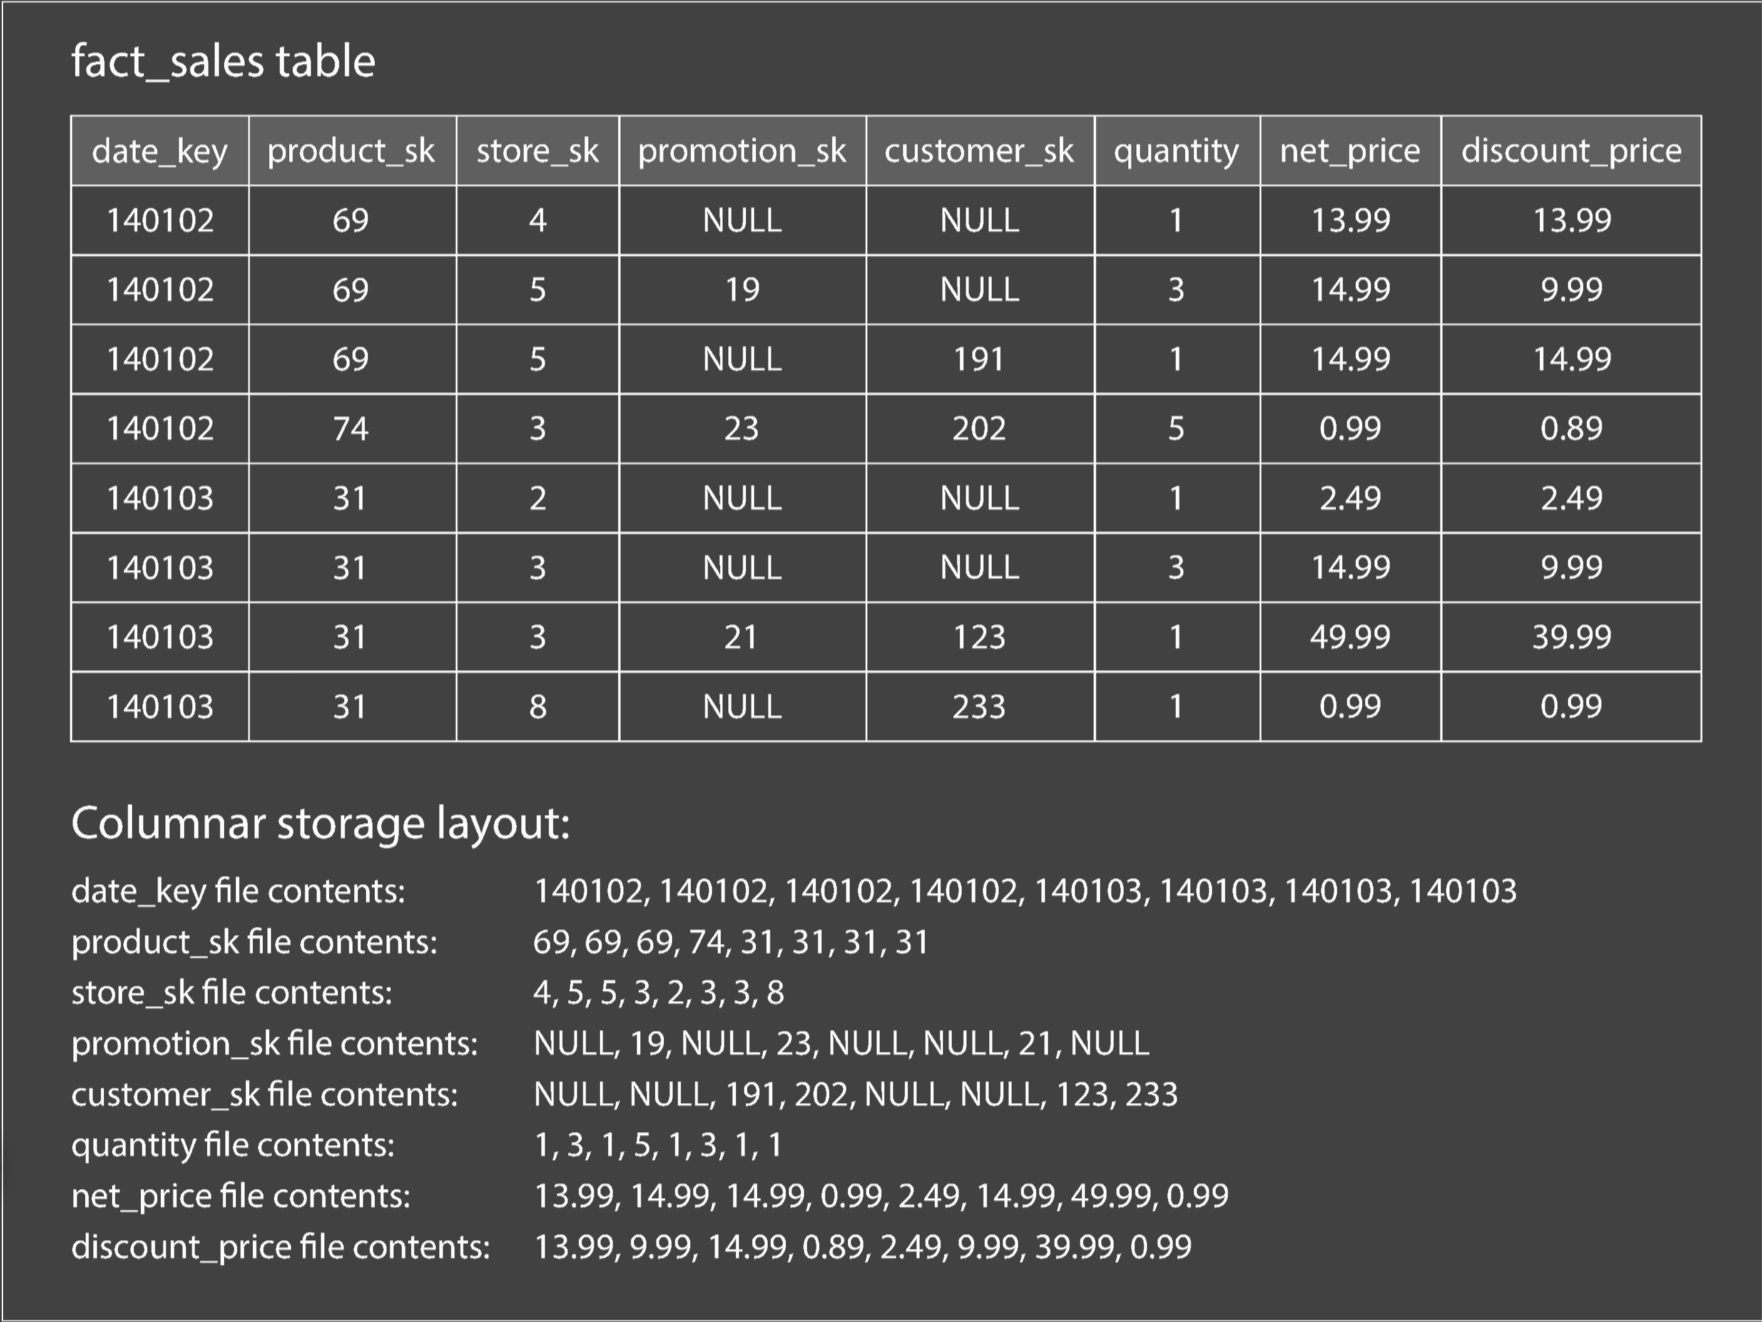 fact_sales table
date_key product_sk store_sk promotion_sk customer_sk quantity net_price discount_price
140102 69 4 NULL NULL 1 13.99 13.99
140102 69 5 19 NULL 3 14.99 9.99
140102 69 5 NULL 191 1 14.99 14.99
140102 74 3 23 202 5 0.99 0.89
140103 31 2 NULL NULL 1 2.49 2.49
140103 31 3 NULL NULL 3 14.99 9.99
140103 31 3 21 123 1 49.99 39.99
140103 31 8 NULL 233 1 0.99 0.99
Columnar storage layout:
date_key file contents: 140102, 140102, 140102, 140102, 140103, 140103, 140103, 140103
product_sk file contents: 69, 69, 69, 74, 31, 31, 31, 31
store_sk file contents: 4, 5, 5, 3, 2, 3, 3, 8
promotion_sk file contents: NULL, 19, NULL, 23, NULL, NULL, 21, NULL
customer_sk file contents: NULL, NULL, 191, 202, NULL, NULL, 123, 233
quantity file contents: 1, 3, 1, 5, 1, 3, 1, 1
net_price file contents: 13.99, 14.99, 14.99, 0.99, 2.49, 14.99, 49.99, 0.99
discount_price file contents: 13.99, 9.99, 14.99, 0.89, 2.49, 9.99, 39.99, 0.99